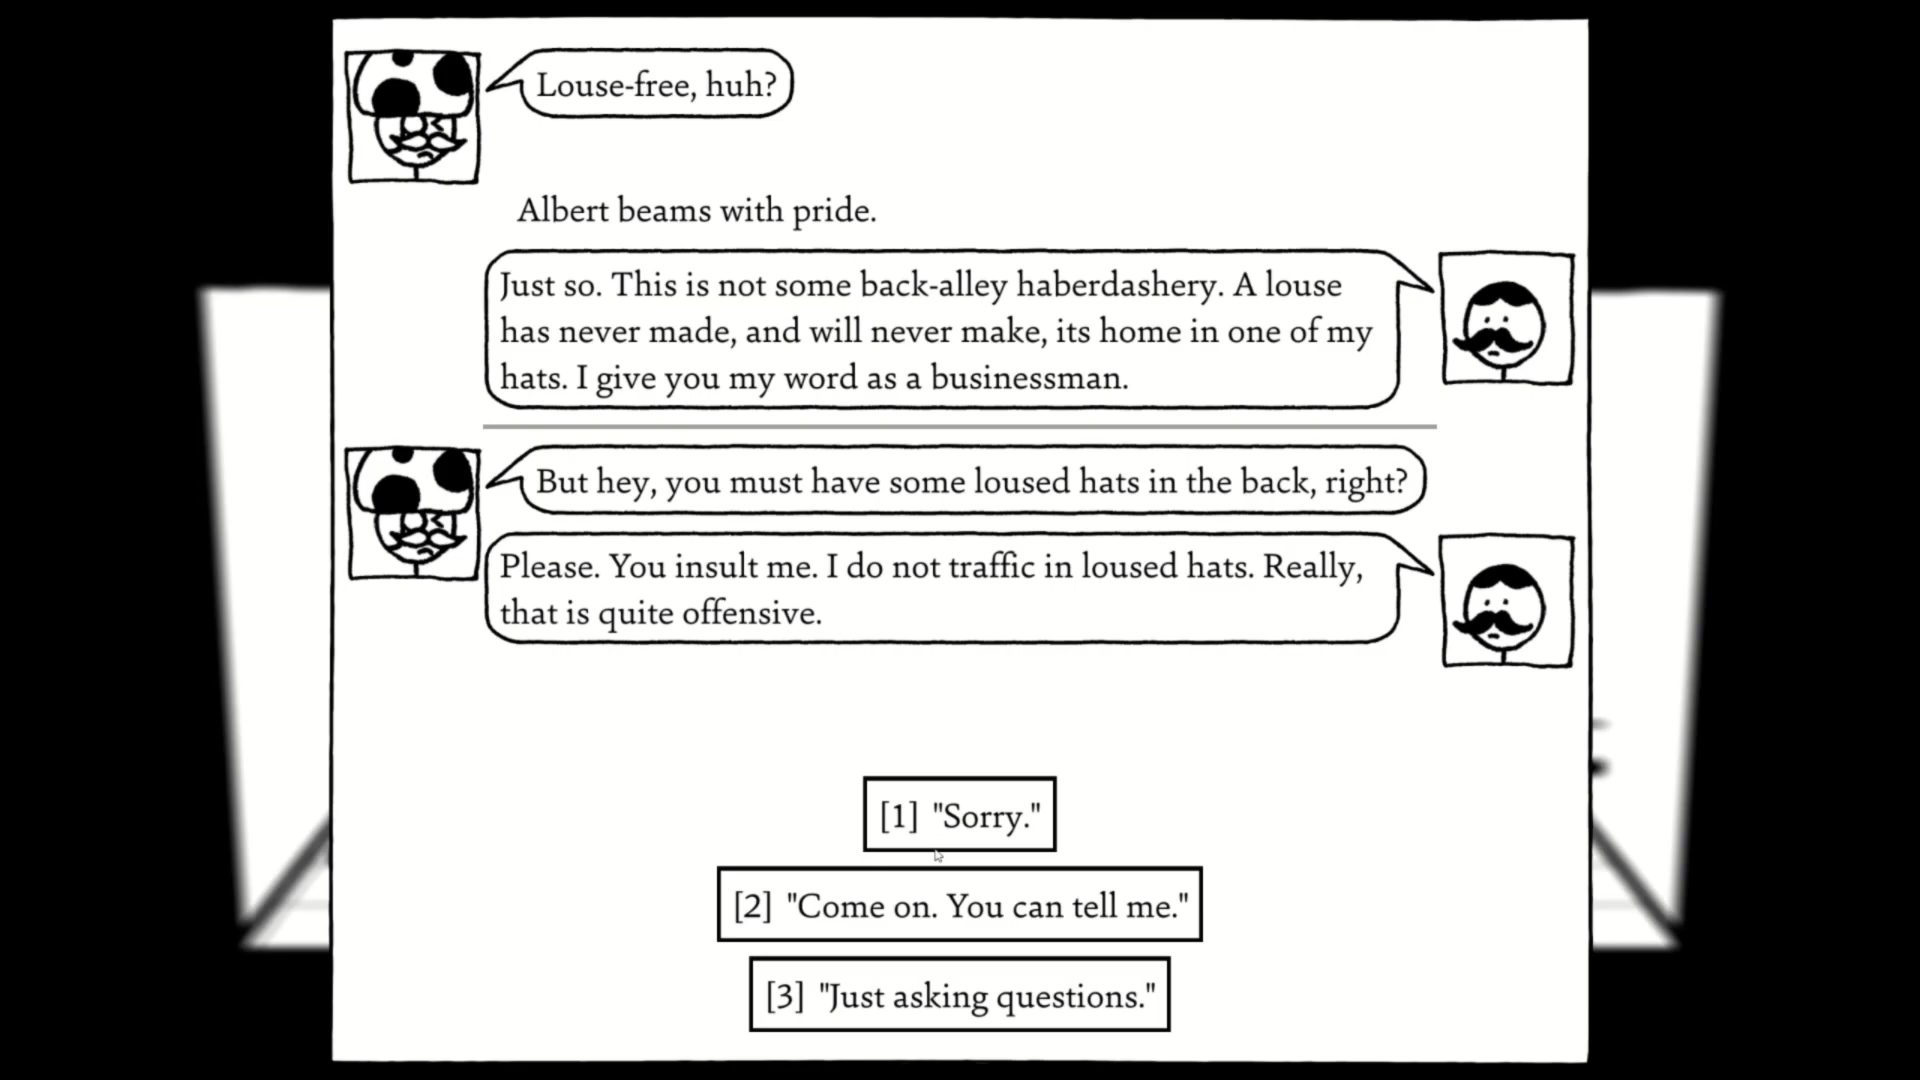 Louse-free, huh?
Albert beams with pride.
Just so. This is not some back-alley haberdashery. A louse
has never made, and will never make, its home in one of my
hats. I give you my word as a businessman.
But hey, you must have some loused hats in the back, right?
Please. You insult me. I do not traffic in loused hats. Really,
that is quite offensive.
[1] "Sorry."
[2] "Come on. You can tell me."
[3] "Just asking questions."